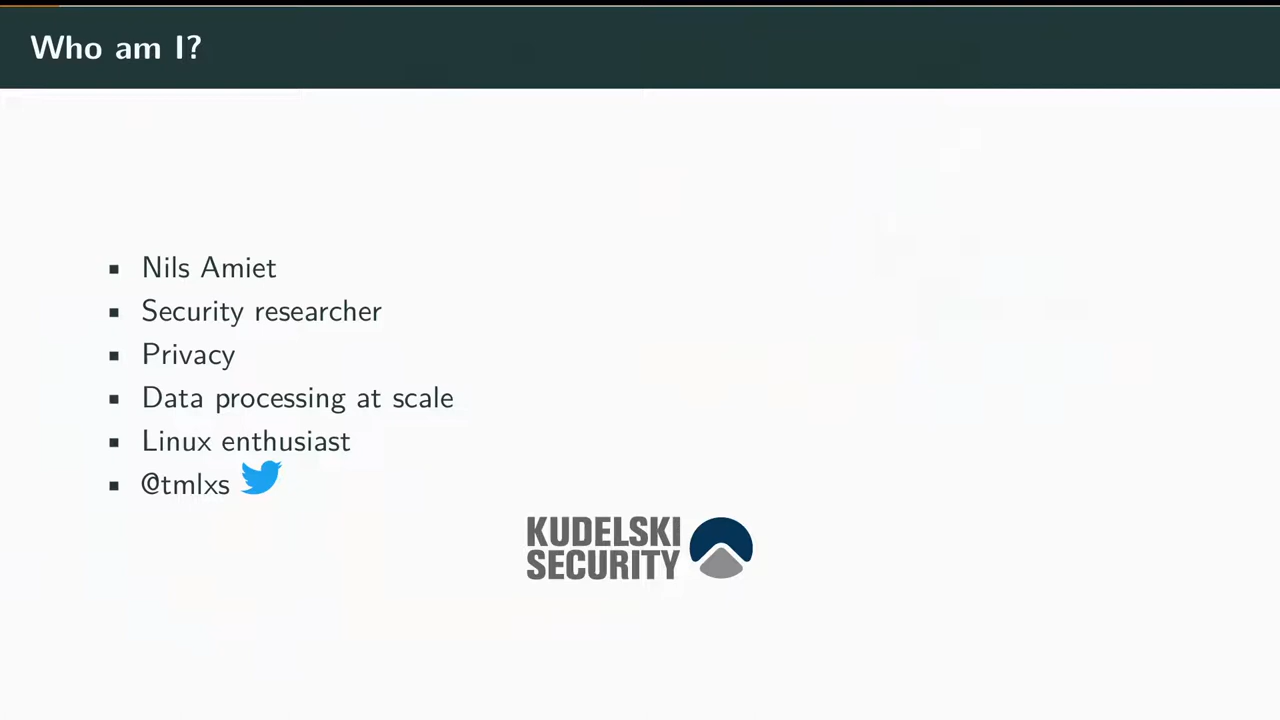 Who am I?
Nils Amiet
Security researcher
Privacy
Data processing at scale
Linux enthusiast
@tmlxs
KUDELSKI
SECURITY